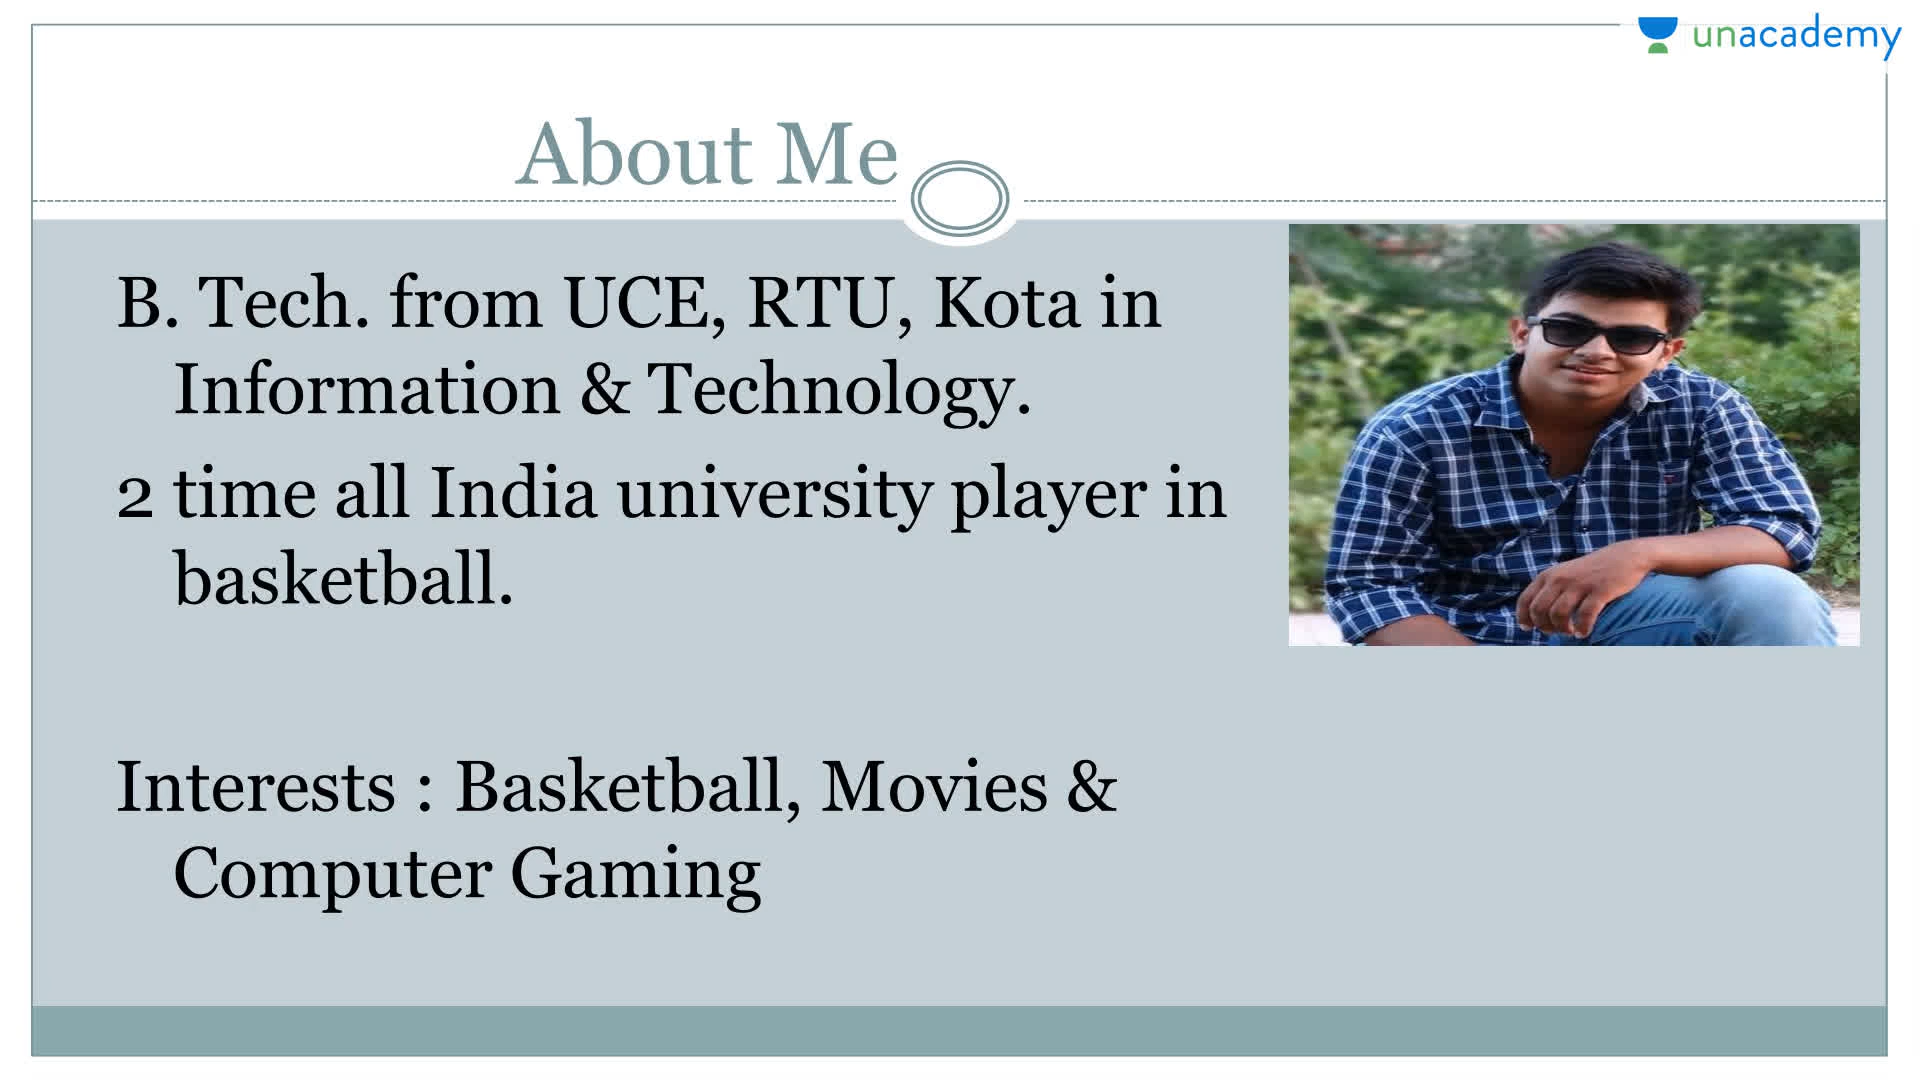 unacademy
About Me
B. Tech. from UCE, RTU, Kota in
Information & Technology.
2 time all India university player in
basketball.
Interests : Basketball, Movies &
Computer Gaming